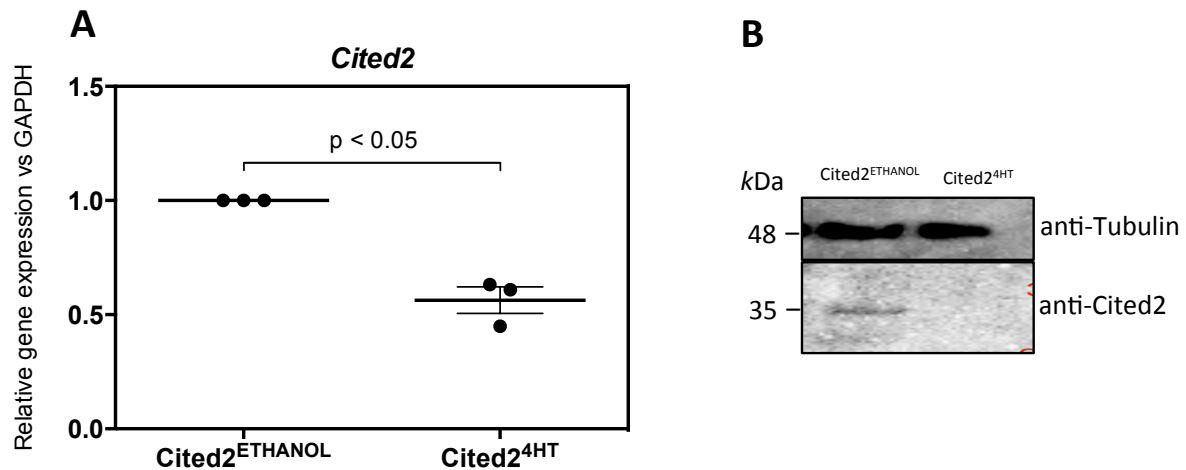 A
Cited2
Relative gene expression vs GAPDH
1.5
p < 0.05
1.0
0.5
0.0
Cited2ETHANOL Cited24HT
B
kDa Cited2ETHANOL Cited24HT
48 anti-Tubulin
35 anti-Cited2